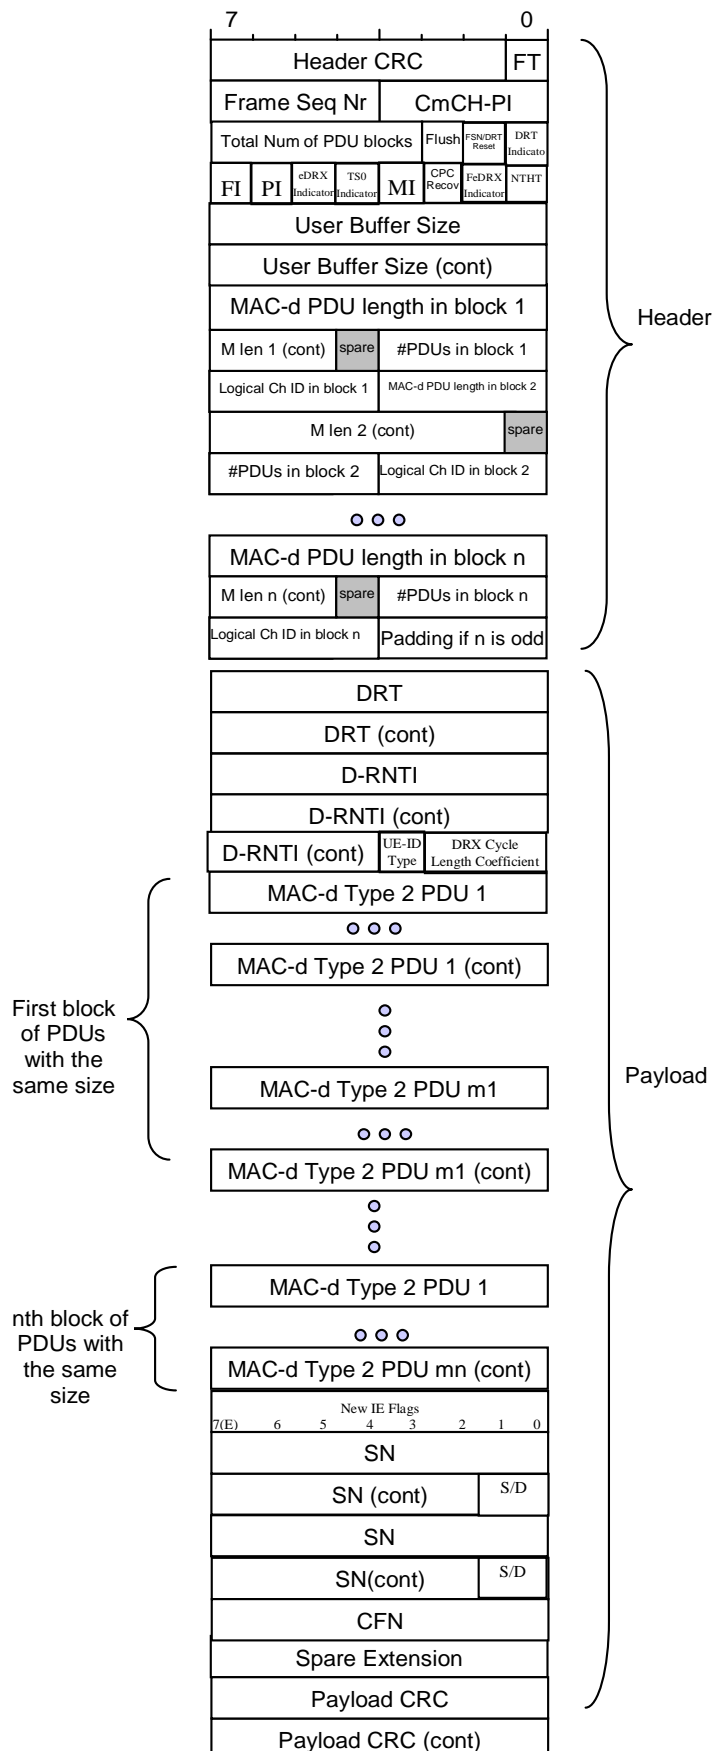 7 0
Header CRC FT
Frame Seq Nr CmCH-PI
Total Num of PDU blocks Flush FSN/DRT Reset DRT Indicato
FI PI eDRX Indicator TS0 Indicator MI CPC Recov FeDRX Indicator NTHT
User Buffer Size
User Buffer Size (cont)
MAC-d PDU length in block 1
Header
M len 1 (cont) spare #PDUs in block 1
Logical Ch ID in block 1 MAC-d PDU length in block 2
M len 2 (cont) spare
#PDUs in block 2 Logical Ch ID in block 2
MAC-d PDU length in block n
M len n (cont) spare #PDUs in block n
Logical Ch ID in block n Padding if n is odd
DRT
DRT (cont)
D-RNTI
D-RNTI (cont)
D-RNTI (cont) UE-ID Type DRX Cycle Length Coefficient
MAC-d Type 2 PDU 1
MAC-d Type 2 PDU 1 (cont)
First block
of PDUs
with the
same size
Payload
MAC-d Type 2 PDU m1
MAC-d Type 2 PDU m1 (cont)
MAC-d Type 2 PDU 1
nth block of
PDUs with
the same
size
MAC-d Type 2 PDU mn (cont)
New IE Flags
7(E) 6 5 4 3 2 1 0
SN
SN (cont) S/D
SN
SN(cont) S/D
CFN
Spare Extension
Payload CRC
Payload CRC (cont)